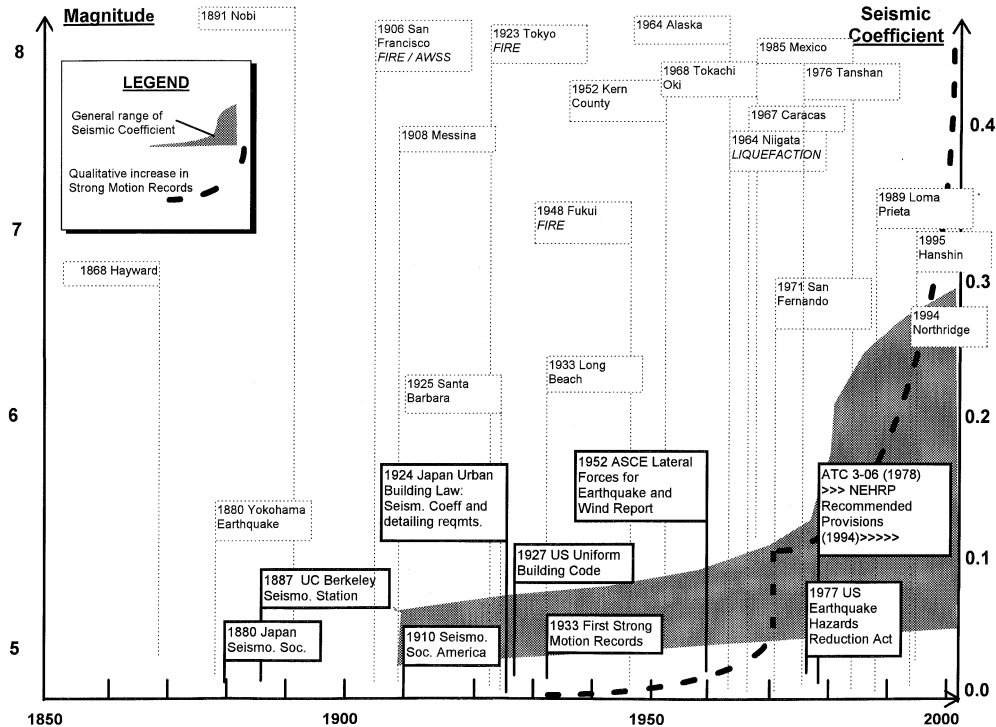 Magnitude
Seismic
Coefficient
8
7
6
5
LEGEND
General range of
Seismic Coefficient
Qualitative increase in
Strong Motion Records
1891 Nobi
1906 San
Francisco
FIRE / AWSS
1923 Tokyo
FIRE
1964 Alaska
1985 Mexico
1968 Tokachi
Oki
1976 Tanshan
1952 Kern
County
1967 Caracas
1908 Messina
1964 Niigata
LIQUEFACTION
1948 Fukui
FIRE
1989 Loma
Prieta
1995
Hanshin
1868 Hayward
1971 San
Fernando
1994
Northridge
1933 Long
Beach
1925 Santa
Barbara
1924 Japan Urban
Building Law:
Seism. Coeff and
detailing reqmts.
1952 ASCE Lateral
Forces for
Earthquake and
Wind Report
ATC 3-06 (1978)
>>> NEHRP
Recommended
Provisions
(1994)>>>>>
1880 Yokohama
Earthquake
1927 US Uniform
Building Code
1887 UC Berkeley
Seismo. Station
1977 US
Earthquake
Hazards
Reduction Act
1880 Japan
Seismo. Soc.
1910 Seismo.
Soc. America
1933 First Strong
Motion Records
0.4
0.3
0.2
0.1
0.0
1850
1900
1950
2000